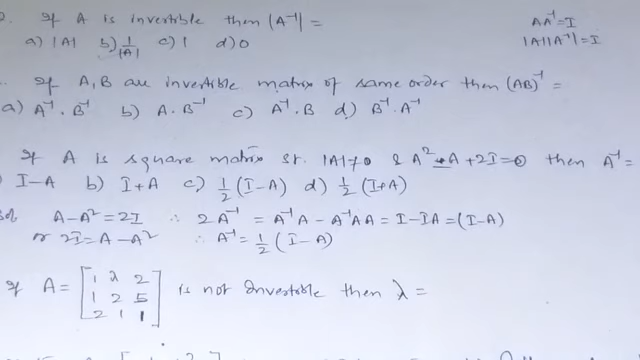 2. If A is invertible then |A⁻¹| =
AA⁻¹=I
a) |A| b) 1/|A| c) 1 d) 0
|A||A⁻¹|=I
If A, B are invertible matrix of same order then (AB)⁻¹ =
a) A⁻¹·B⁻¹ b) A·B⁻¹ c) A⁻¹·B d) B⁻¹·A⁻¹
If A is square matrix st. |A|≠0 & A²-A+2I=0 then A⁻¹=
I-A b) I+A c) 1/2 (I-A) d) 1/2 (I+A)
sol A-A²=2I ∴ 2A⁻¹ = A⁻¹A - A⁻¹AA = I-IA = (I-A)
or 2I=A-A² ∴ A⁻¹ = 1/2 (I-A)
If A = [1 λ 2
1 2 5
2 1 1] is not Invertible then λ =